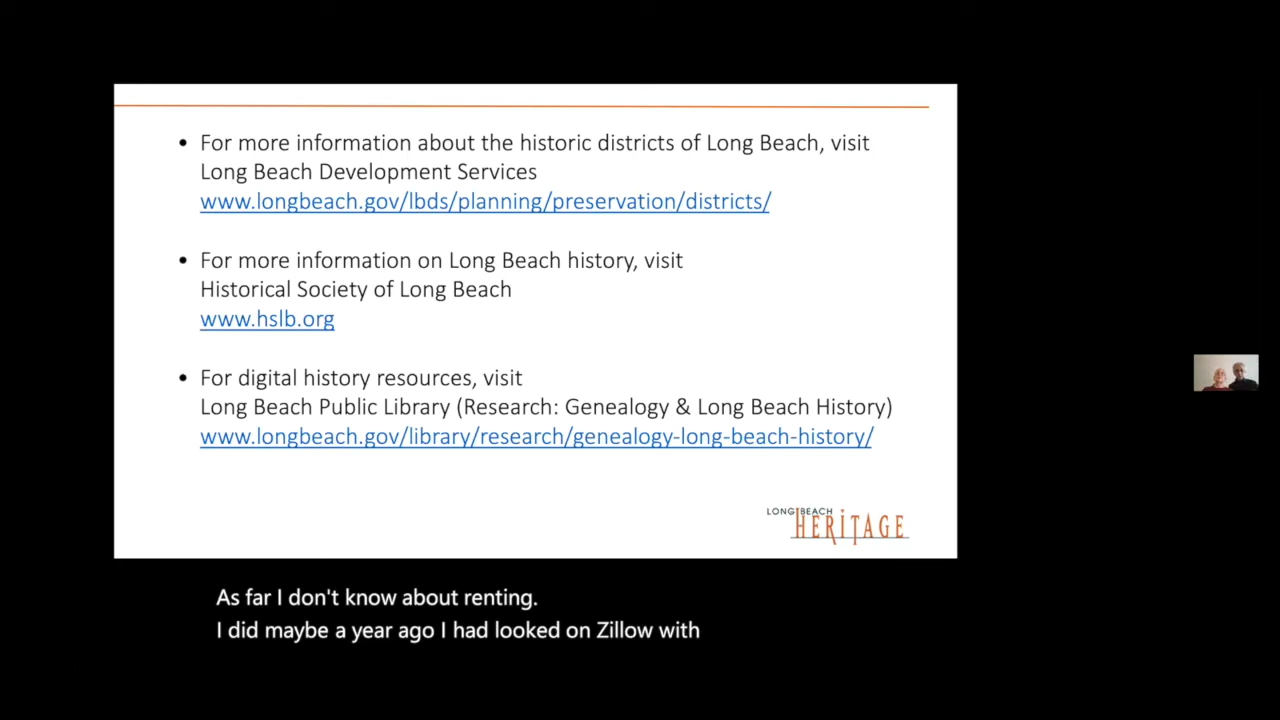 • For more information about the historic districts of Long Beach, visit
Long Beach Development Services
www.longbeach.gov/lbds/planning/preservation/districts/
• For more information on Long Beach history, visit
Historical Society of Long Beach
www.hslb.org
• For digital history resources, visit
Long Beach Public Library (Research: Genealogy & Long Beach History)
www.longbeach.gov/library/research/genealogy-long-beach-history/
LONG BEACH
HERITAGE
As far I don't know about renting.
I did maybe a year ago I had looked on Zillow with